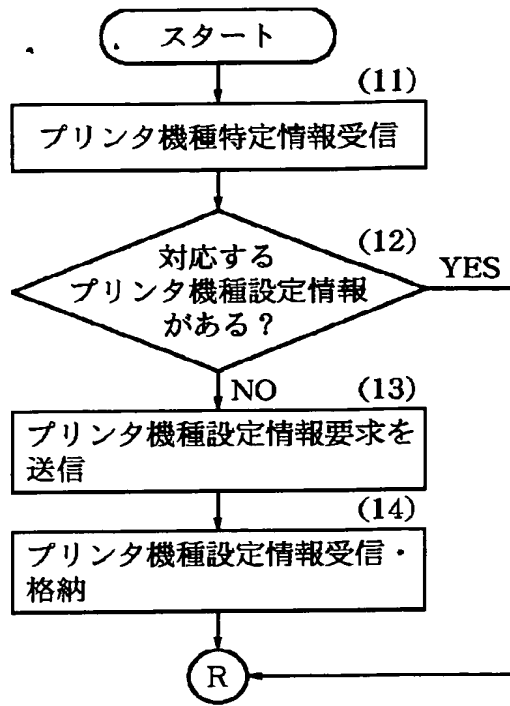 スタート
(11)
プリンタ機種特定情報受信
(12)
対応する
プリンタ機種設定情報
がある?
YES
NO
(13)
プリンタ機種設定情報要求を
送信
(14)
プリンタ機種設定情報受信・
格納
R